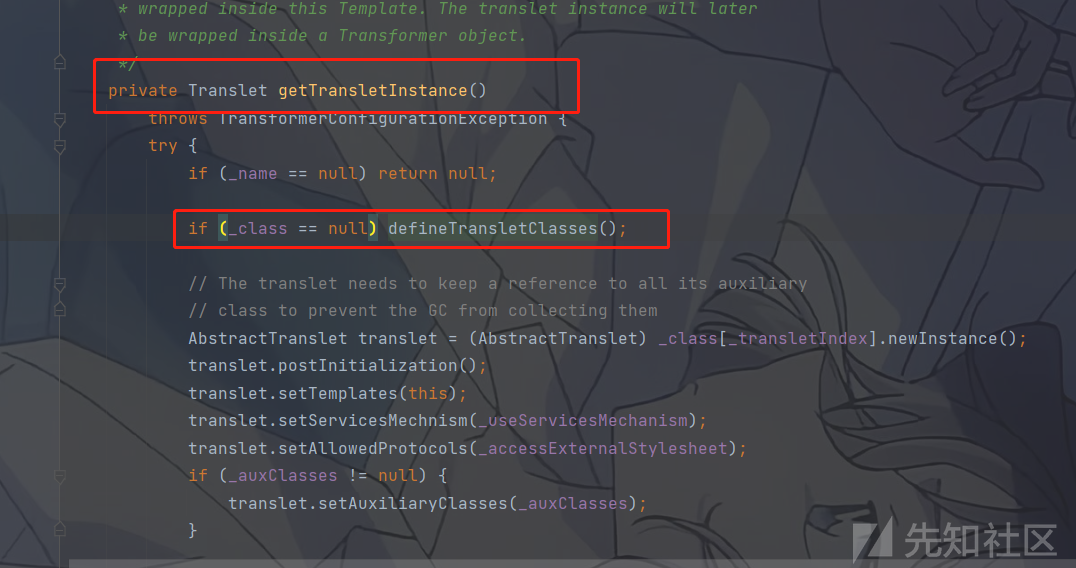 * wrapped inside this Template. The translet instance will later
* be wrapped inside a Transformer object.
*/
private Translet getTransletInstance()
throws TransformerConfigurationException {
try {
if (_name == null) return null;
if (_class == null) defineTransletClasses();
// The translet needs to keep a reference to all its auxiliary
// class to prevent the GC from collecting them
AbstractTranslet translet = (AbstractTranslet) _class[_transletIndex].newInstance();
translet.postInitialization();
translet.setTemplates(this);
translet.setServicesMechnism(_useServicesMechanism);
translet.setAllowedProtocols(_accessExternalStylesheet);
if (_auxClasses != null) {
translet.setAuxiliaryClasses(_auxClasses);
}
先知社区